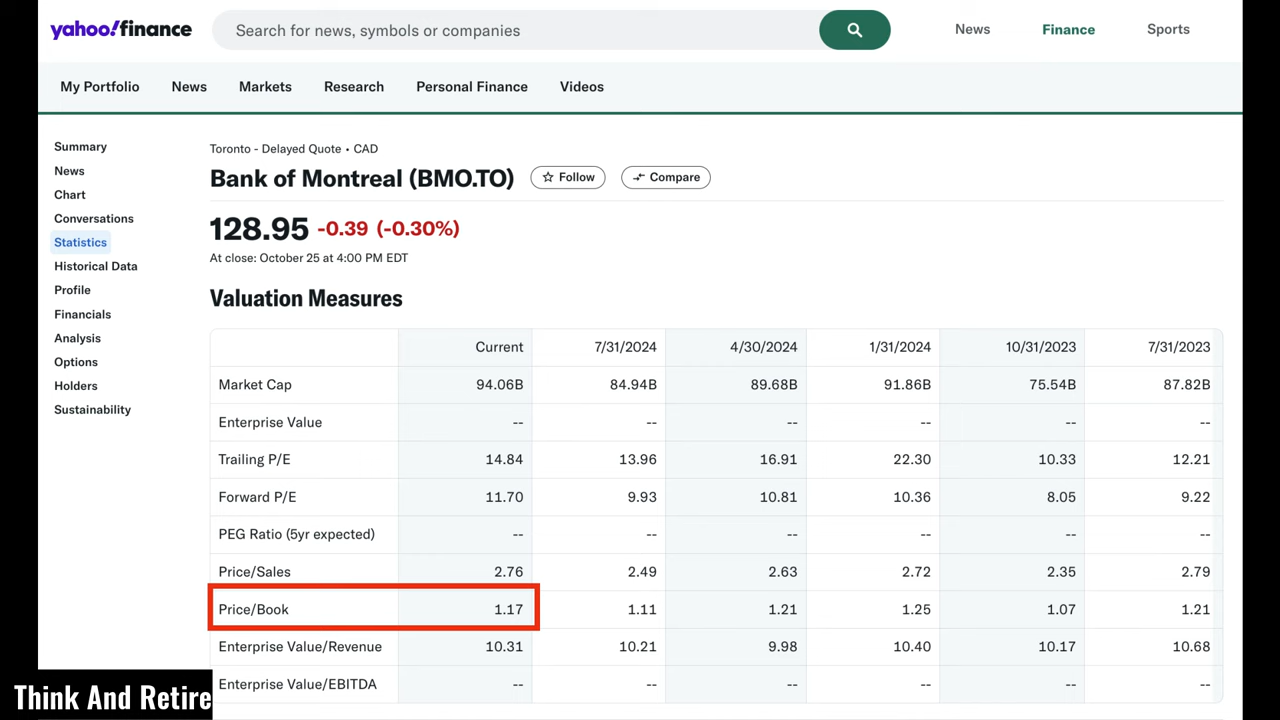 yahoo!finance Search for news, symbols or companies News Finance Sports
My Portfolio News Markets Research Personal Finance Videos
Summary
News
Chart
Conversations
Statistics
Historical Data
Profile
Financials
Analysis
Options
Holders
Sustainability
Toronto - Delayed Quote • CAD
Bank of Montreal (BMO.TO) Follow Compare
128.95 -0.39 (-0.30%)
At close: October 25 at 4:00 PM EDT
Valuation Measures
Current 7/31/2024 4/30/2024 1/31/2024 10/31/2023 7/31/2023
Market Cap 94.06B 84.94B 89.68B 91.86B 75.54B 87.82B
Enterprise Value -- -- -- -- -- --
Trailing P/E 14.84 13.96 16.91 22.30 10.33 12.21
Forward P/E 11.70 9.93 10.81 10.36 8.05 9.22
PEG Ratio (5yr expected) -- -- -- -- -- --
Price/Sales 2.76 2.49 2.63 2.72 2.35 2.79
Price/Book 1.17 1.11 1.21 1.25 1.07 1.21
Enterprise Value/Revenue 10.31 10.21 9.98 10.40 10.17 10.68
Enterprise Value/EBITDA -- -- -- -- -- --
Think And Retire